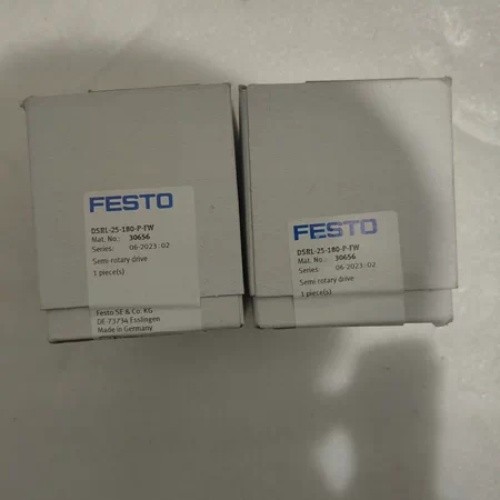 FESTO
DSRL-25-180-P-FW
Mat. No.: 30656
Series: 06-2023:02
Semi rotary drive
1 piece(s)
Festo SE & Co. KG
DE-73734 Esslingen
Made in Germany
FESTO
DSRL-25-180-P-FW
Mat. No.: 30656
Series: 06-2023:02
Semi rotary drive
1 piece(s)